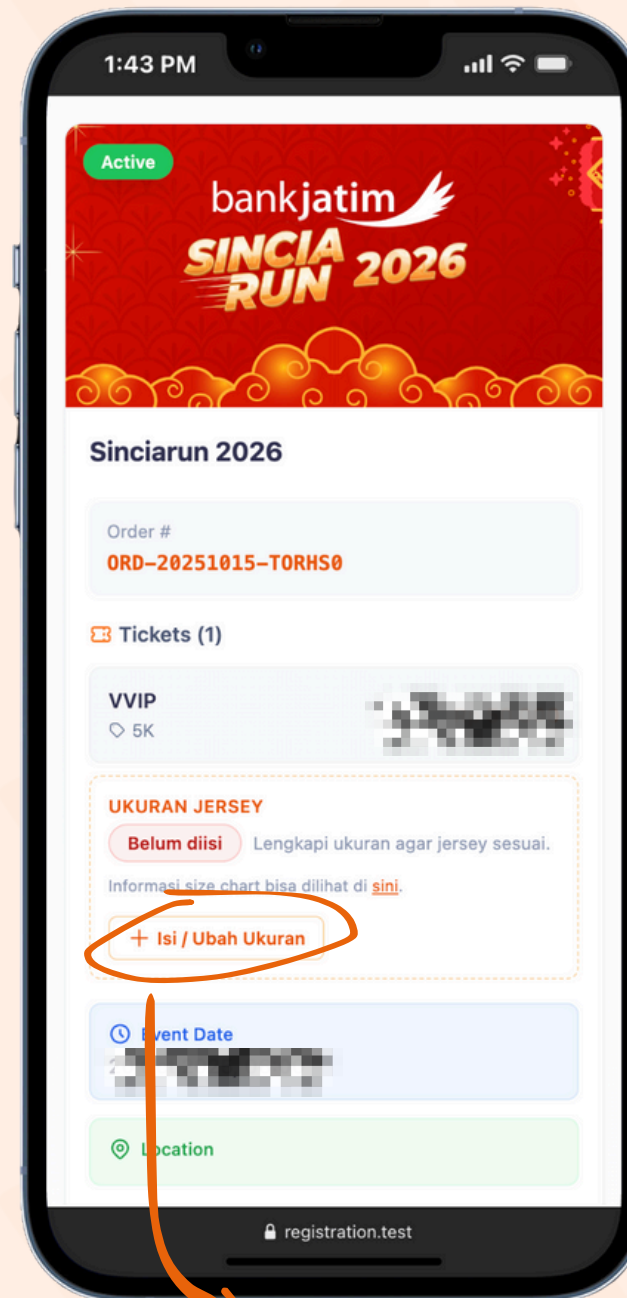 1:43 PM
Active
bankjatim
SINCIA
RUN 2026
Sinciarun 2026
Order #
ORD-20251015-TORHS0
Tickets (1)
VVIP
5K
UKURAN JERSEY
Belum diisi Lengkapi ukuran agar jersey sesuai.
Informasi size chart bisa dilihat di sini.
+ Isi / Ubah Ukuran
Event Date
Location
registration.test